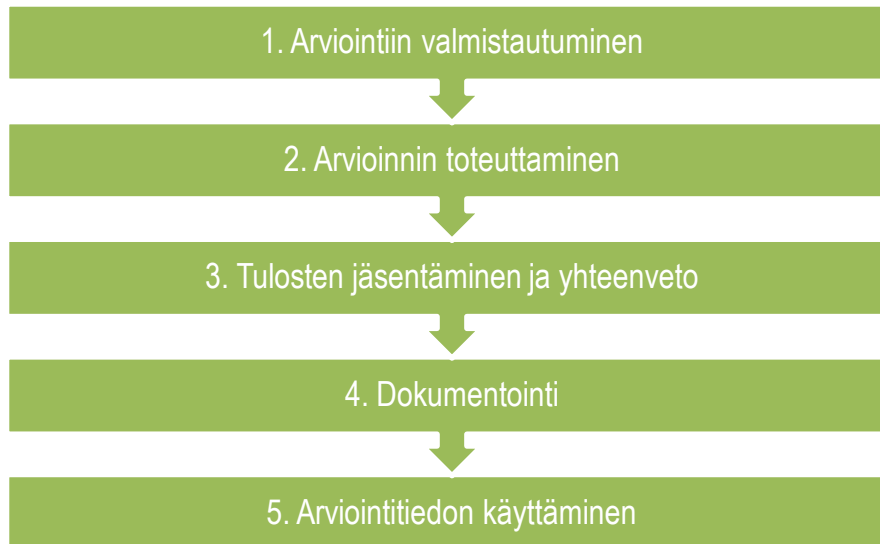 1. Arviointiin valmistautuminen
2. Arvioinnin toteuttaminen
3. Tulosten jäsentäminen ja yhteenveto
4. Dokumentointi
5. Arviointitiedon käyttäminen